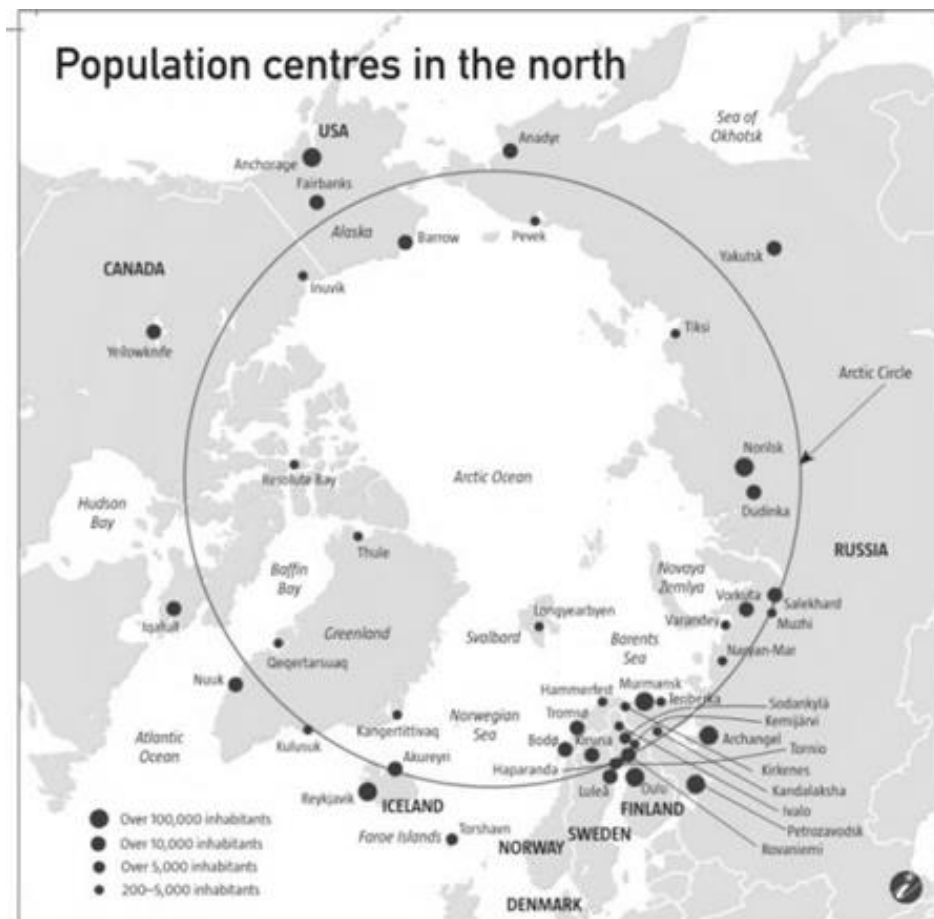 Population centres in the north
Sea of
Okhotsk
USA
Anadyr
Anchorage
Fairbanks
Alaska
Barrow
Pevek
Yakutsk
CANADA
Inuvik
Tiksi
Yellowknife
Arctic Circle
Norilsk
Resolute Bay
Arctic Ocean
Dudinka
Hudson
Bay
Thule
RUSSIA
Baffin
Bay
Novaya
Zemlya
Vorkuta
Salekhard
Longyearbyen
Varandey
Muzhi
Iqaluit
Greenland
Svalbard
Barents
Sea
Qeqertarsuaq
Naryan-Mar
Nuuk
Hammerfest
Murmansk
Teriberka
Sodankylä
Kangertittivaq
Norwegian
Sea
Tromsø
Kemijärvi
Atlantic
Ocean
Kulusuk
Bodø
Kiruna
Archangel
Tornio
Akureyri
Haparanda
Kirkenes
Luleå
Oulu
Kandalaksha
Reykjavik
ICELAND
FINLAND
Ivalo
Over 100,000 inhabitants
Faroe Islands
Torshavn
SWEDEN
Petrozavodsk
Over 10,000 inhabitants
NORWAY
Rovaniemi
Over 5,000 inhabitants
200–5,000 inhabitants
DENMARK